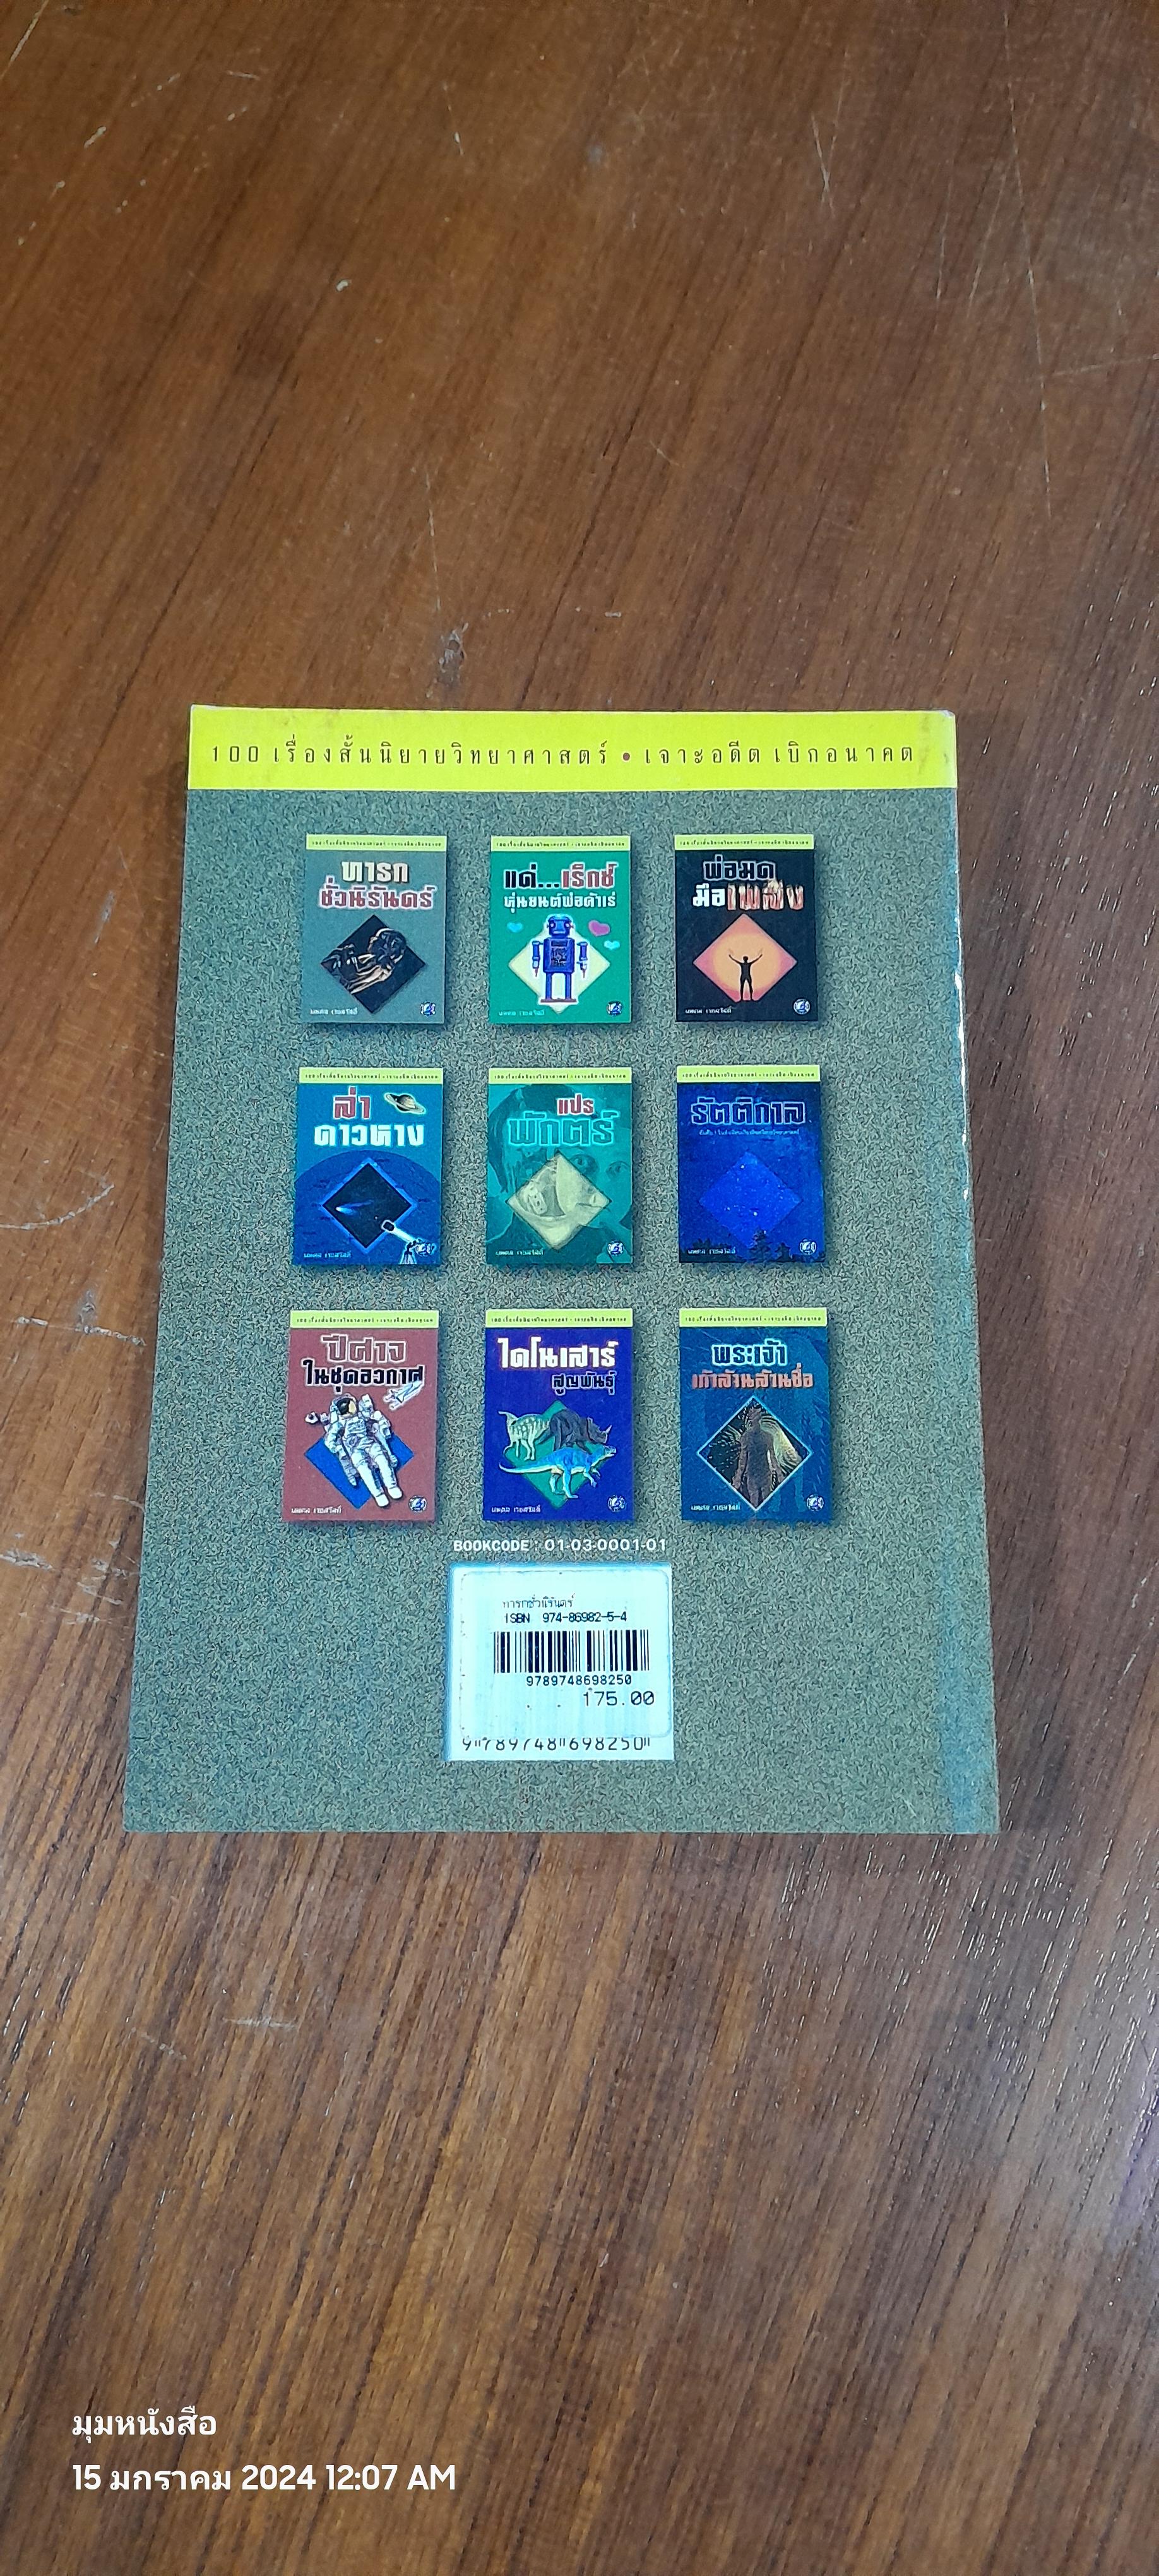 100 เรื่องสั้นนิยายวิทยาศาสตร์ • เจาะอดีต เบิกอนาคต
ทารก
ชั่วนิรันดร์
แด่...เร็กซ์
หุ่นยนต์พ่อค้าเร่
พ่อมด
มือเพลิง
ล่า
ดาวหาง
แปร
พักตร์
รัตติกาล
ปีศาจ
ในชุดอวกาศ
ไดโนเสาร์
สูญพันธุ์
พระเจ้า
เก้าล้านล้านชื่อ
BOOKCODE : 01-03-0001-01
ทารกชั่วนิรันดร์
ISBN 974-86982-5-4
9789748698250
175.00
9 789748 698250
มุมหนังสือ
15 มกราคม 2024 12:07 AM